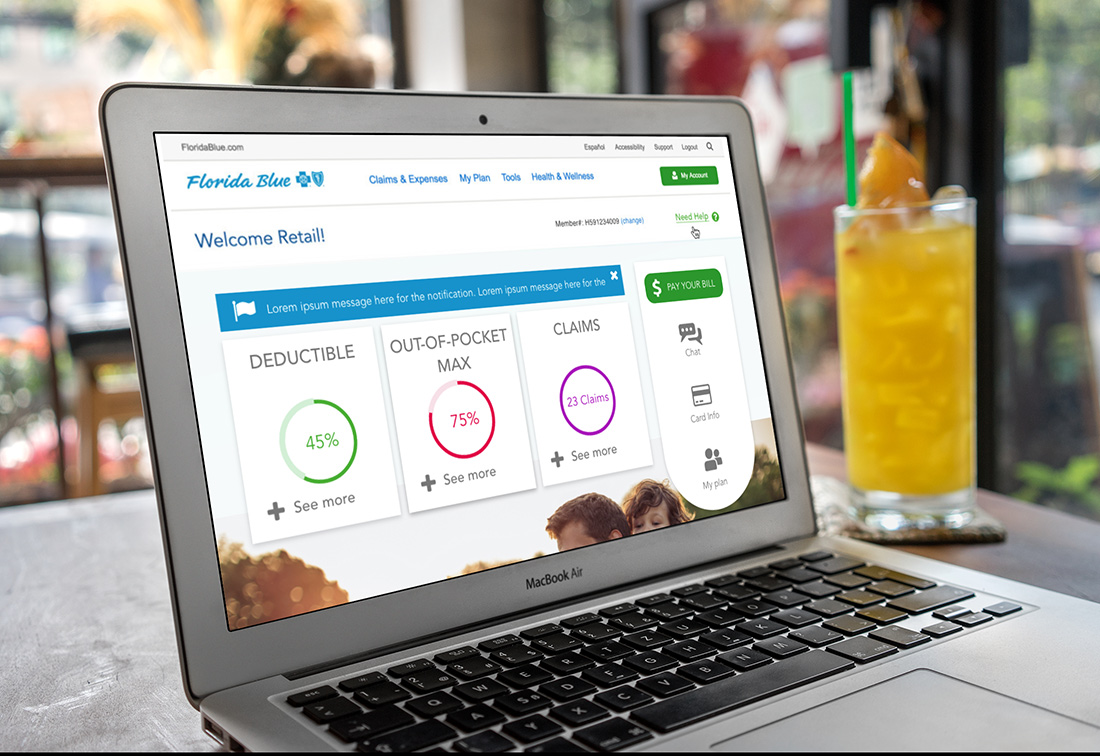 FloridaBlue.com
Español Accessibility Support Logout
Florida Blue
Claims & Expenses My Plan Tools Health & Wellness
My Account
Welcome Retail!
Member#: H591234009 (change)
Need Help ?
Lorem ipsum message here for the notification. Lorem ipsum message here for the
DEDUCTIBLE
45%
See more
OUT-OF-POCKET
MAX
75%
See more
CLAIMS
23 Claims
See more
$ PAY YOUR BILL
Chat
Card Info
My plan
MacBook Air